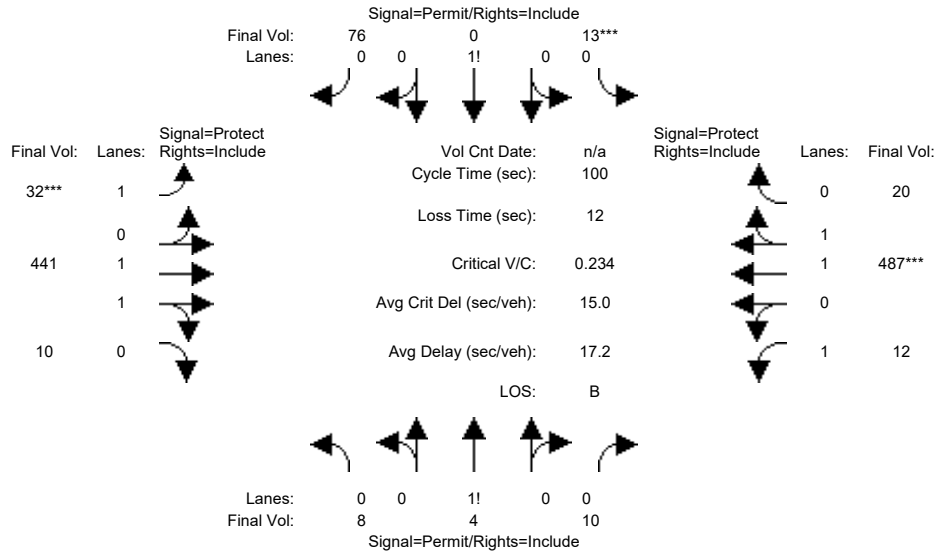 Signal=Permit/Rights=Include
Final Vol: 76 0 13***
Lanes: 0 0 1! 0 0
Signal=Protect Signal=Protect
Final Vol: Lanes: Rights=Include Vol Cnt Date: n/a Rights=Include Lanes: Final Vol:
Cycle Time (sec): 100
32*** 1 0 20
Loss Time (sec): 12
0 1
441 1 Critical V/C: 0.234 1 487***
1 Avg Crit Del (sec/veh): 15.0 0
10 0 Avg Delay (sec/veh): 17.2 1 12
LOS: B
Lanes: 0 0 1! 0 0
Final Vol: 8 4 10
Signal=Permit/Rights=Include